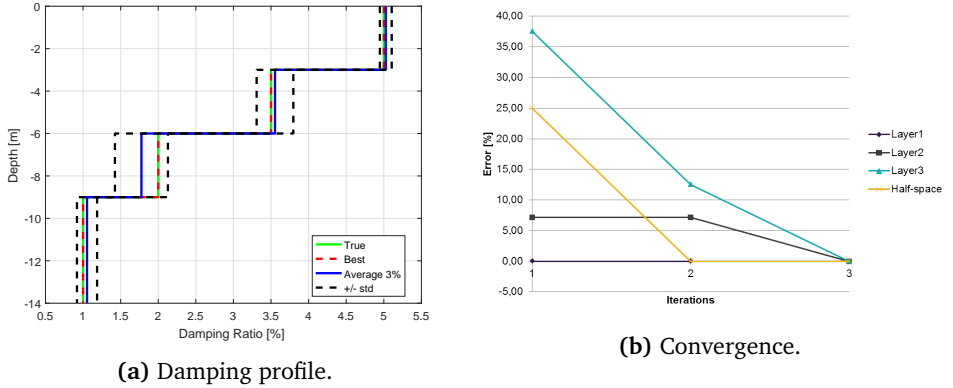 0
-2
-4
-6
-8
-10
-12
-14
Depth [m]
0.5 1 1.5 2 2.5 3 3.5 4 4.5 5 5.5
Damping Ratio [%]
True
Best
Average 3%
+/- std
(a) Damping profile.
40,00
35,00
30,00
25,00
20,00
15,00
10,00
5,00
0,00
-5,00
Error [%]
1 2 3
Iterations
Layer1
Layer2
Layer3
Half-space
(b) Convergence.